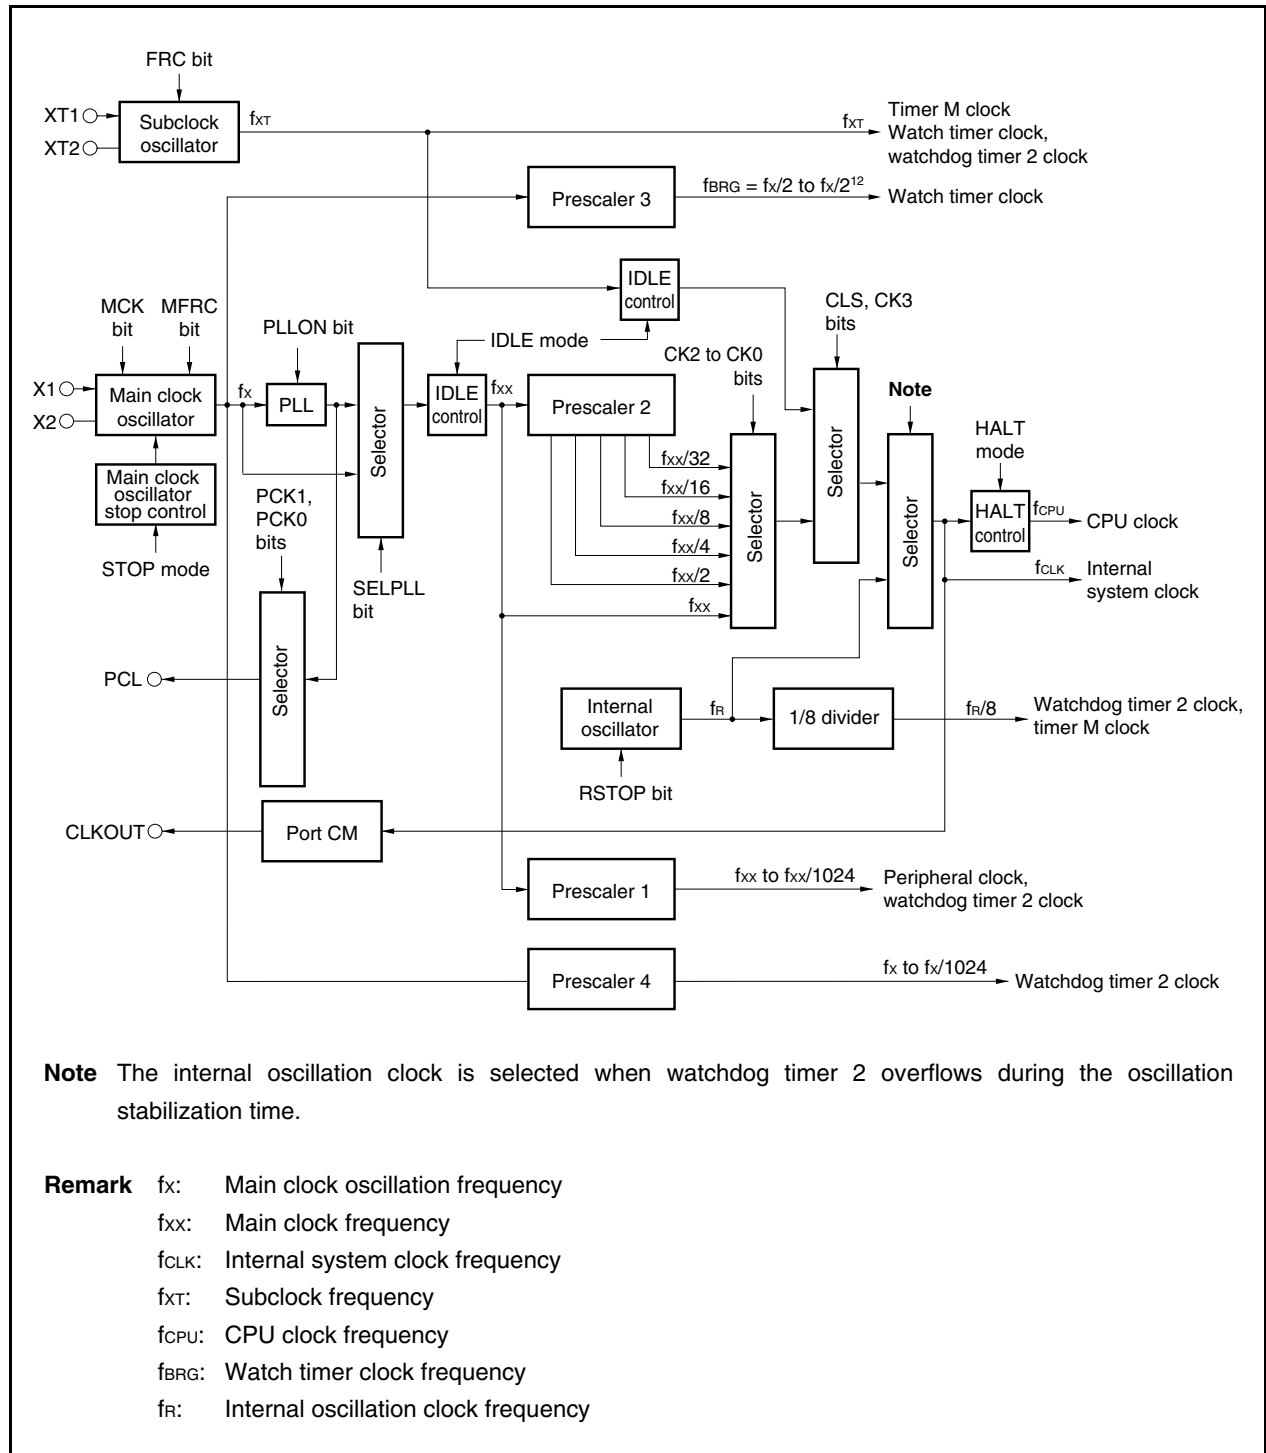 FRC bit
XT1
XT2
Subclock
oscillator
fXT
fXT
Timer M clock
Watch timer clock,
watchdog timer 2 clock
Prescaler 3
fBRG = fX/2 to fX/2¹²
Watch timer clock
IDLE
control
MCK
bit
MFRC
bit
PLLON bit
IDLE mode
CLS, CK3
bits
CK2 to CK0
bits
X1
X2
Main clock
oscillator
fX
PLL
Selector
IDLE
control
fXX
Prescaler 2
Note
Main clock
oscillator
stop control
STOP mode
PCK1,
PCK0
bits
SELPLL
bit
fXX/32
fXX/16
fXX/8
fXX/4
fXX/2
fXX
Selector
Selector
Selector
HALT
mode
HALT
control
fCPU
CPU clock
fCLK
Internal
system clock
PCL
Selector
Internal
oscillator
fR
1/8 divider
fR/8
Watchdog timer 2 clock,
timer M clock
RSTOP bit
CLKOUT
Port CM
Prescaler 1
fXX to fXX/1024
Peripheral clock,
watchdog timer 2 clock
Prescaler 4
fX to fX/1024
Watchdog timer 2 clock
Note The internal oscillation clock is selected when watchdog timer 2 overflows during the oscillation
stabilization time.
Remark fX: Main clock oscillation frequency
fXX: Main clock frequency
fCLK: Internal system clock frequency
fXT: Subclock frequency
fCPU: CPU clock frequency
fBRG: Watch timer clock frequency
fR: Internal oscillation clock frequency